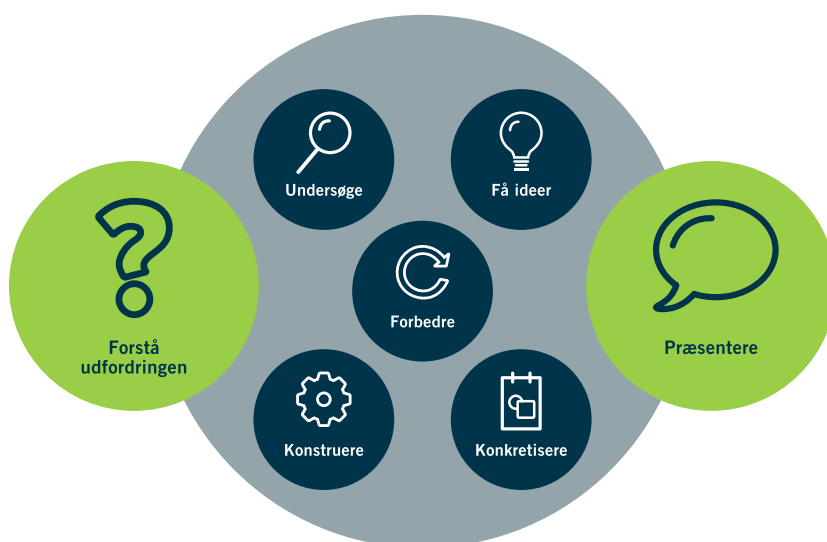 Undersøge
Få ideer
Forstå
udfordringen
Forbedre
Præsentere
Konstruere
Konkretisere